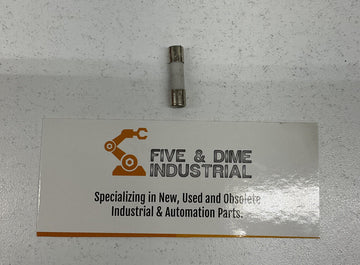 FIVE & DIME
INDUSTRIAL
Specializing in New, Used and Obsolete
Industrial & Automation Parts.